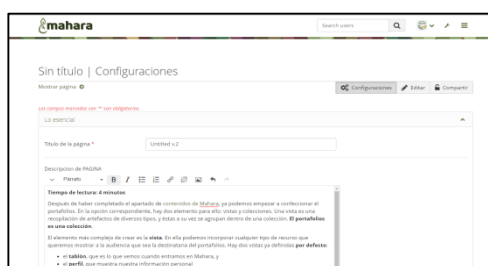 mahara
Search users
Sin título | Configuraciones
Mostrar página
Configuraciones Editar Compartir
Los campos marcados con '*' son obligatorios.
Lo esencial
Título de la página *
Untitled v.2
Descripcion de PAGINA
Párrafo B I
Tiempo de lectura: 4 minutos
Después de haber completado el apartado de contenidos de Mahara, ya podemos empezar a confeccionar el
portafolios. En la opción correspondiente, hay dos elemento para ello: vistas y colecciones. Una vista es una
recopilación de artefactos de diversos tipos, y éstas a su vez se agrupan dentro de una colección. El portafolios
es una colección.
El elemento más complejo de crear es la vista. En ella podemos incorporar cualquier tipo de recurso que
queremos mostrar a la audiencia que sea la destinataria del portafolios. Hay dos vistas ya definidas por defecto:
el tablón, que es lo que vemos cuando entramos en Mahara, y
el perfil, que muestra nuestra información personal